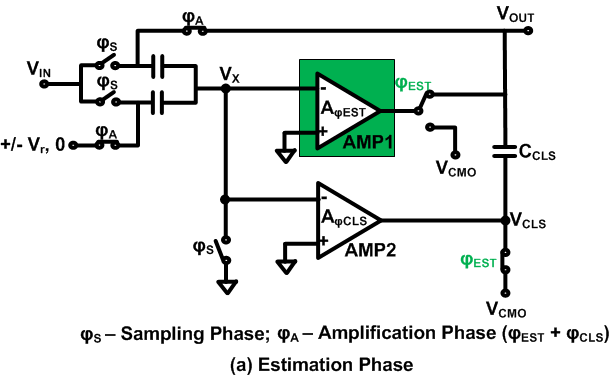 φA
VOUT
φS
VIN
VX
φEST
φS
AφEST
AMP1
φA
+/- Vr, 0
VCMO
CCLS
AφCLS
VCLS
φS
AMP2
φEST
VCMO
φS – Sampling Phase; φA – Amplification Phase (φEST + φCLS)
(a) Estimation Phase